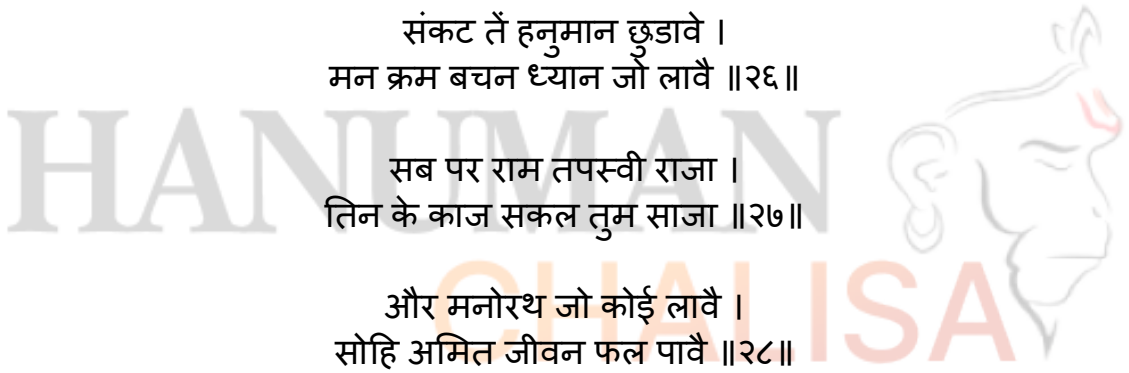 संकट तें हनुमान छुडावे ।
मन क्रम बचन ध्यान जो लावै ॥२६॥
सब पर राम तपस्वी राजा ।
तिन के काज सकल तुम साजा ॥२७॥
और मनोरथ जो कोई लावै ।
सोहि अमित जीवन फल पावै ॥२८॥
HANUMAN
CHALISA